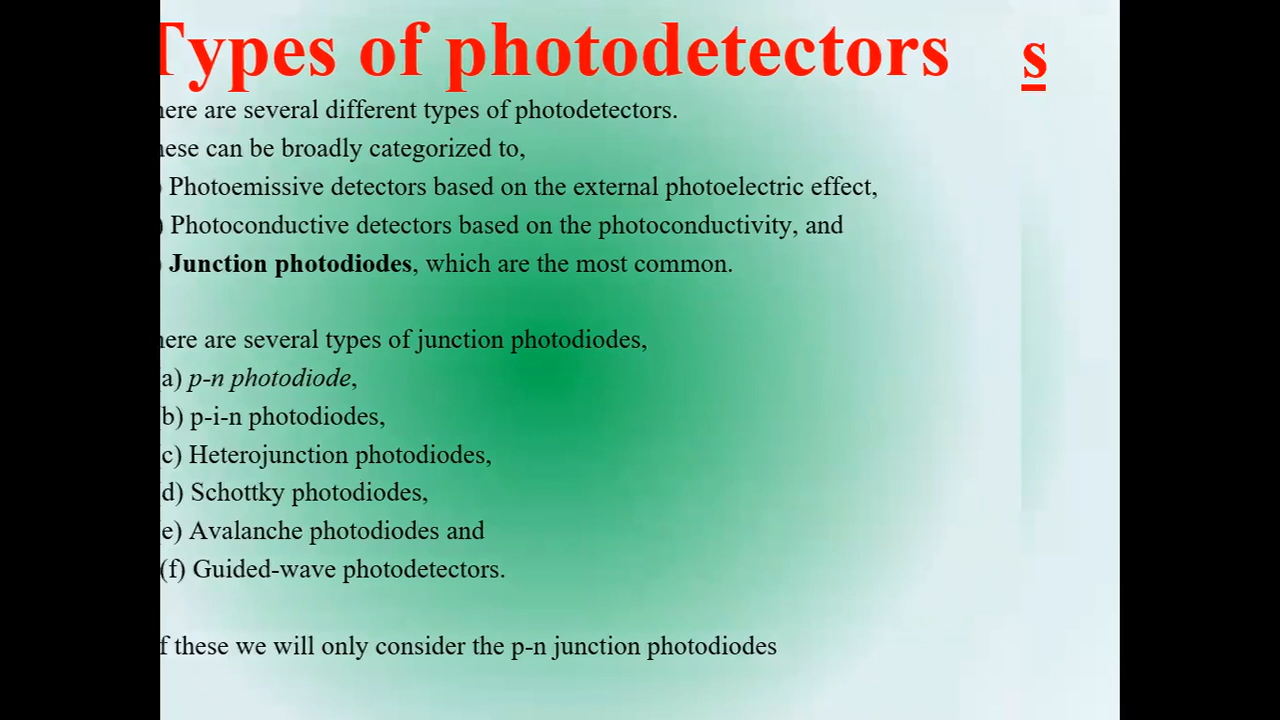 Types of photodetectors s
here are several different types of photodetectors.
hese can be broadly categorized to,
) Photoemissive detectors based on the external photoelectric effect,
) Photoconductive detectors based on the photoconductivity, and
) Junction photodiodes, which are the most common.
here are several types of junction photodiodes,
(a) p-n photodiode,
(b) p-i-n photodiodes,
(c) Heterojunction photodiodes,
(d) Schottky photodiodes,
(e) Avalanche photodiodes and
(f) Guided-wave photodetectors.
f these we will only consider the p-n junction photodiodes